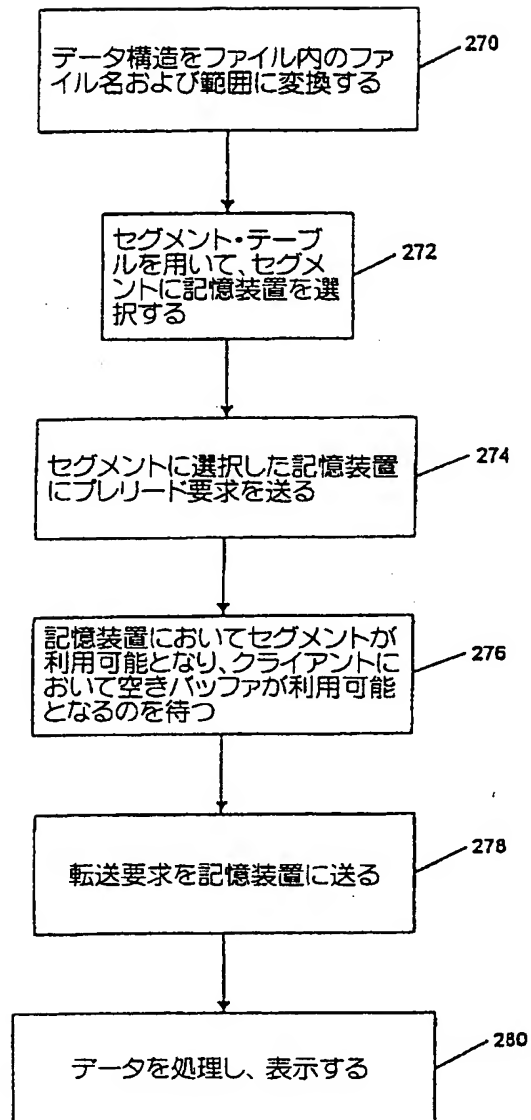 データ構造をファイル内のファ
イル名および範囲に変換する
270
セグメント・テーブ
ルを用いて、セグメ
ントに記憶装置を選
択する
272
セグメントに選択した記憶装置
にプレリード要求を送る
274
記憶装置においてセグメントが
利用可能となり、クライアントに
おいて空きバッファが利用可能
となるのを待つ
276
転送要求を記憶装置に送る
278
データを処理し、表示する
280